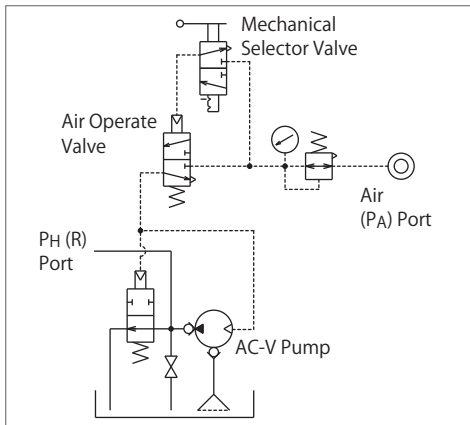 Mechanical
Selector Valve
Air Operate
Valve
Air
(PA) Port
PH (R)
Port
AC-V Pump